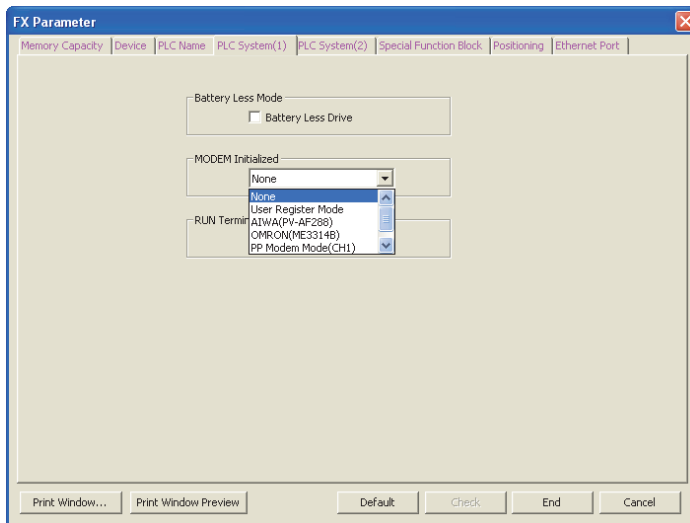 FX Parameter
Memory Capacity Device PLC Name PLC System(1) PLC System(2) Special Function Block Positioning Ethernet Port
Battery Less Mode
Battery Less Drive
MODEM Initialized
None
None
User Register Mode
AIWA(PV-AF288)
OMRON(ME3314B)
PP Modem Mode(CH1)
RUN
Print Window... Print Window Preview Default Check End Cancel